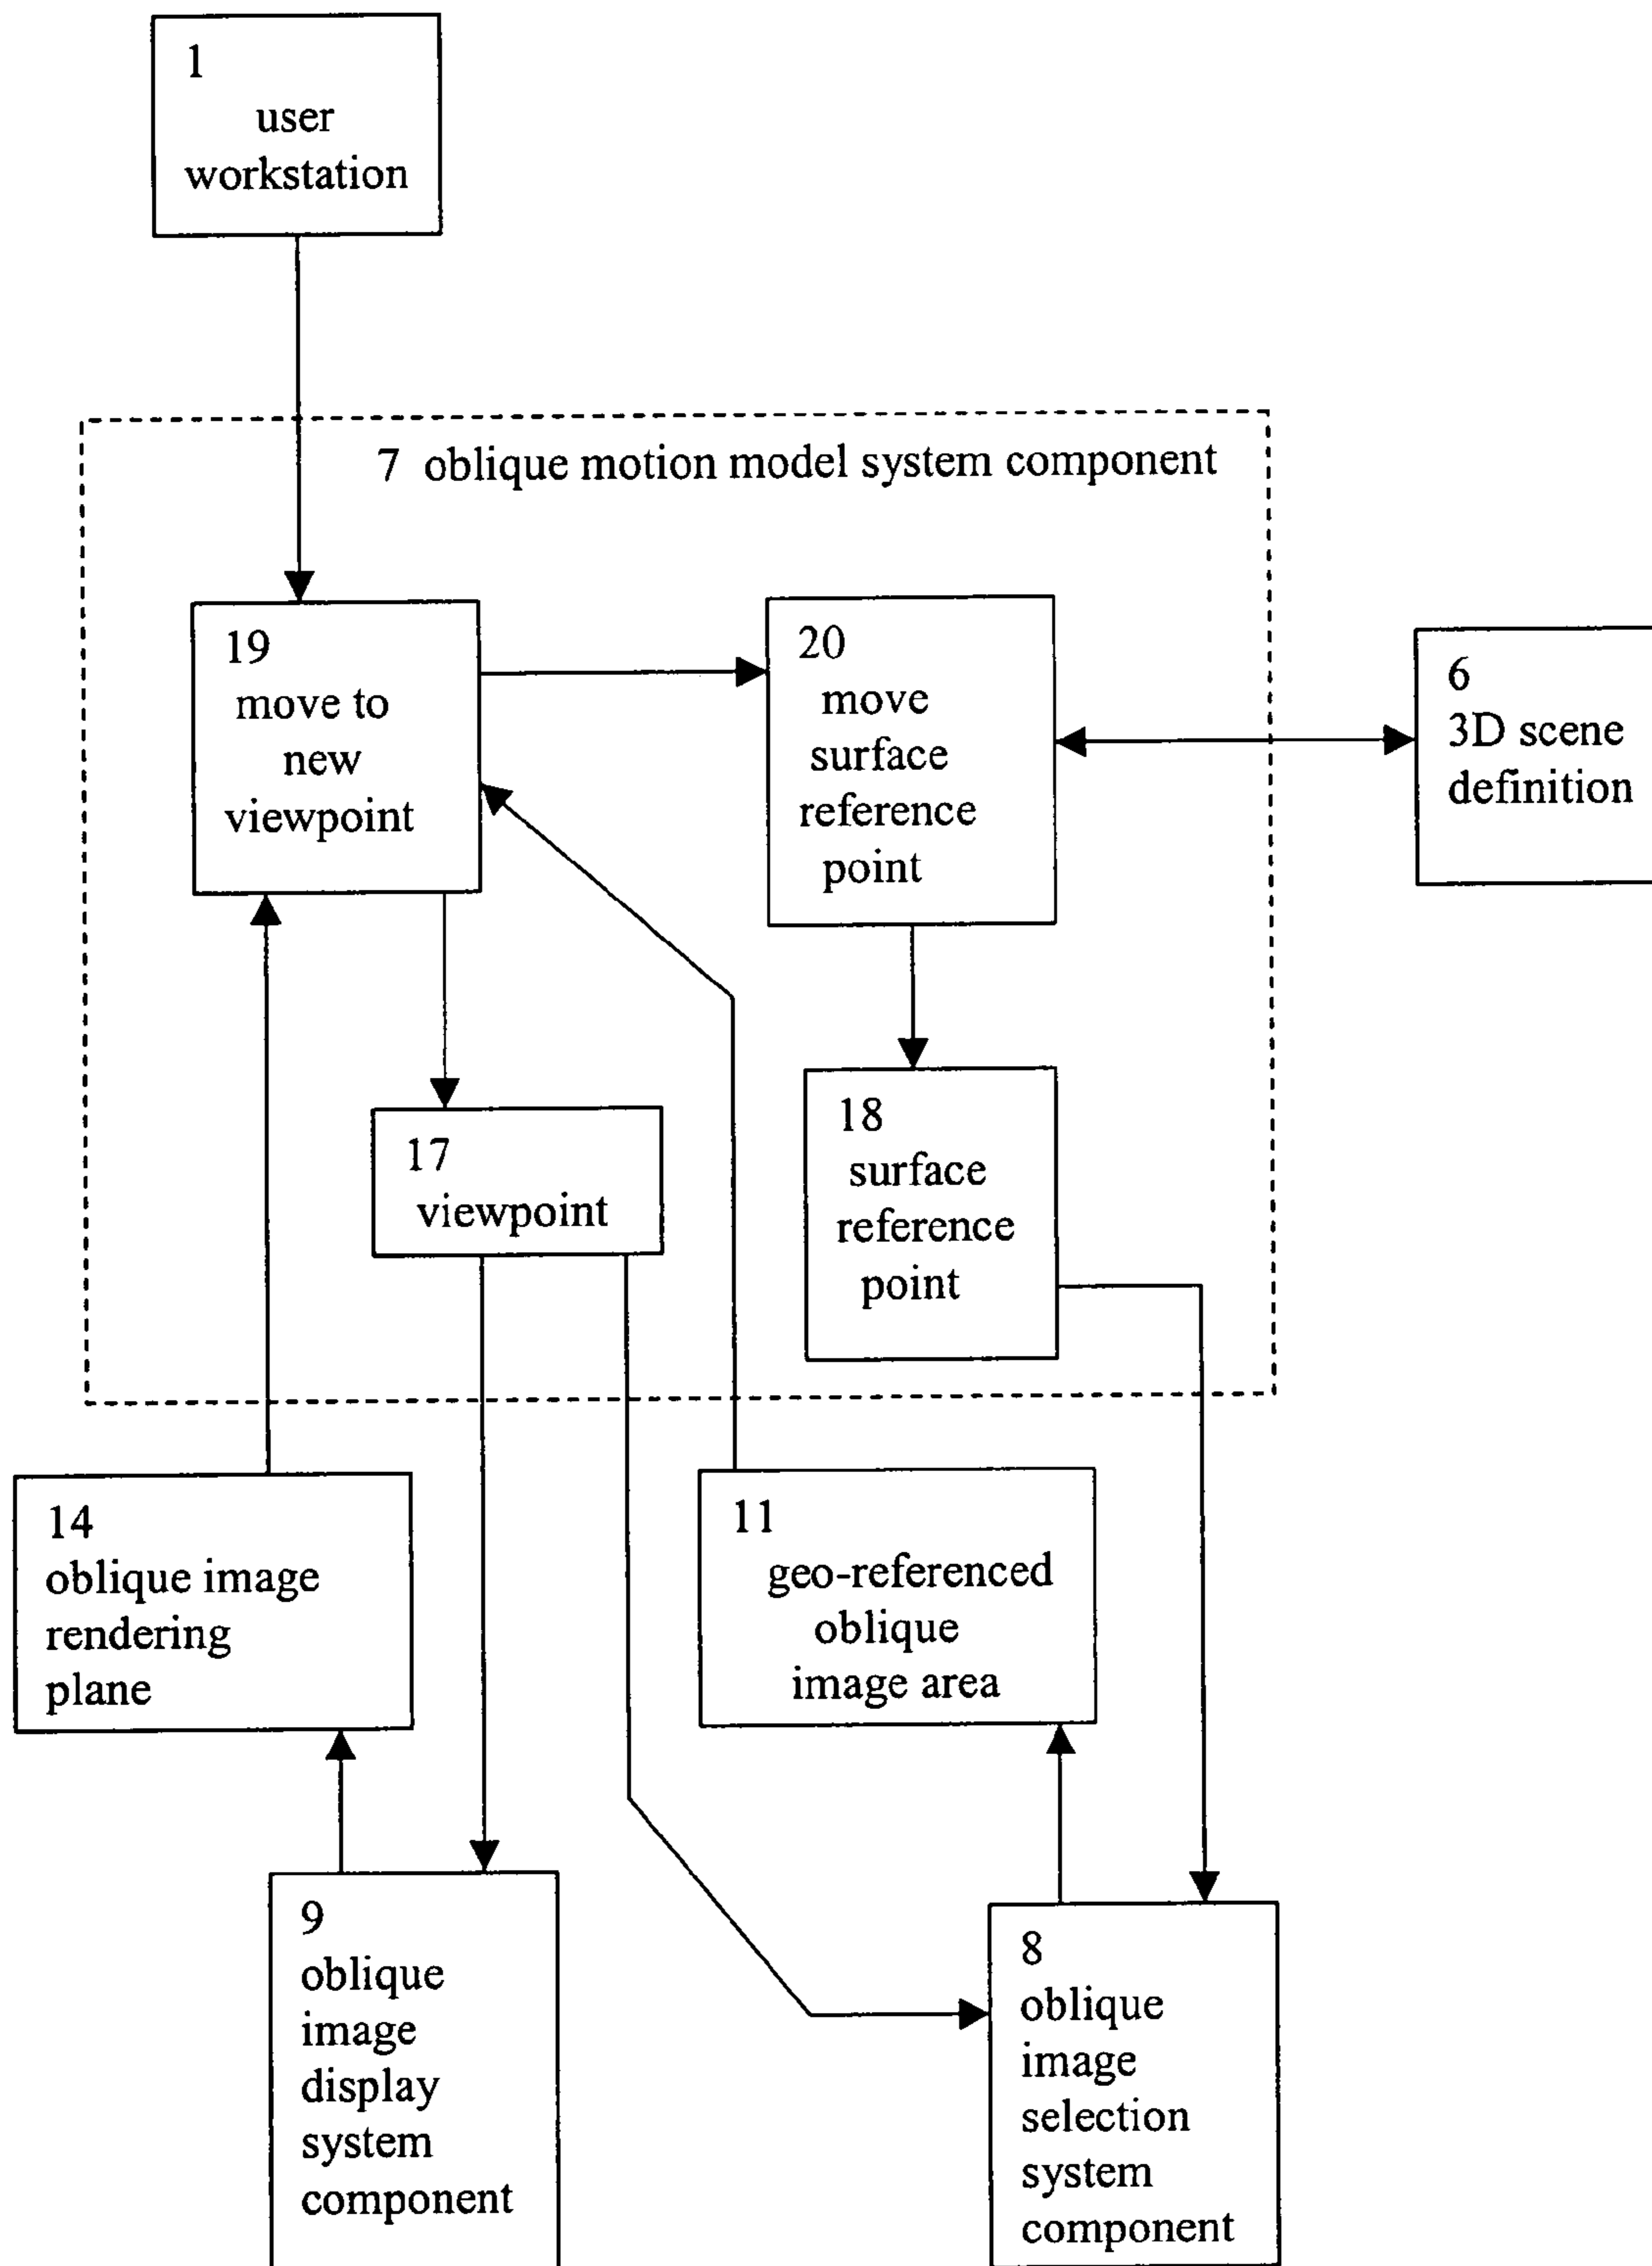 1
user
workstation
7 oblique motion model system component
19
move to
new
viewpoint
20
move
surface
reference
point
6
3D scene
definition
17
viewpoint
18
surface
reference
point
14
oblique image
rendering
plane
11
geo-referenced
oblique
image area
9
oblique
image
display
system
component
8
oblique
image
selection
system
component